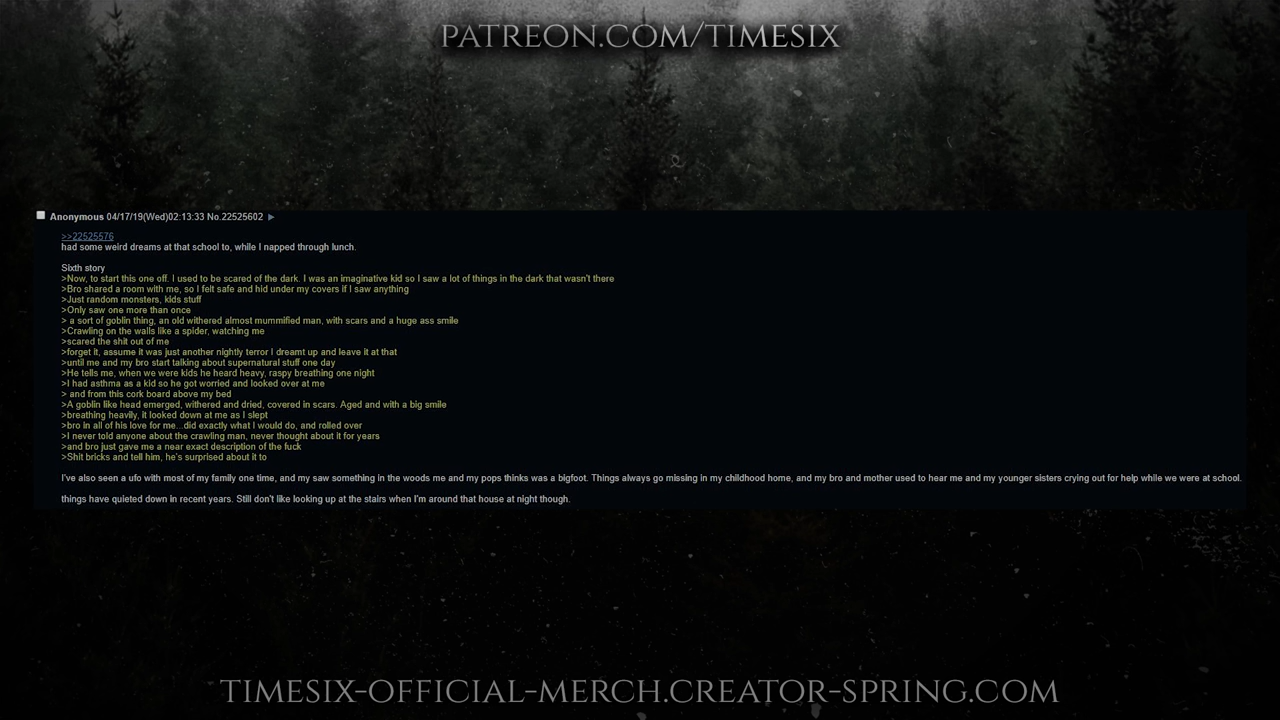 PATREON.COM/TIMESIX
Anonymous 04/17/19(Wed)02:13:33 No.22525602 ▶
>>22525576
had some weird dreams at that school to, while I napped through lunch.
Sixth story
>Now, to start this one off. I used to be scared of the dark. I was an imaginative kid so I saw a lot of things in the dark that wasn't there
>Bro shared a room with me, so I felt safe and hid under my covers if I saw anything
>Just random monsters, kids stuff
>Only saw one more than once
> a sort of goblin thing, an old withered almost mummified man, with scars and a huge ass smile
>Crawling on the walls like a spider, watching me
>scared the shit out of me
>forget it, assume it was just another nightly terror I dreamt up and leave it at that
>until me and my bro start talking about supernatural stuff one day
>He tells me, when we were kids he heard heavy, raspy breathing one night
>I had asthma as a kid so he got worried and looked over at me
> and from this cork board above my bed
>A goblin like head emerged, withered and dried, covered in scars. Aged and with a big smile
>breathing heavily, it looked down at me as I slept
>bro in all of his love for me...did exactly what I would do, and rolled over
>I never told anyone about the crawling man, never thought about it for years
>and bro just gave me a near exact description of the fuck
>Shit bricks and tell him, he's surprised about it to
I've also seen a ufo with most of my family one time, and my saw something in the woods me and my pops thinks was a bigfoot. Things always go missing in my childhood home, and my bro and mother used to hear me and my younger sisters crying out for help while we were at school.
things have quieted down in recent years. Still don't like looking up at the stairs when I'm around that house at night though.
TIMESIX-OFFICIAL-MERCH.CREATOR-SPRING.COM